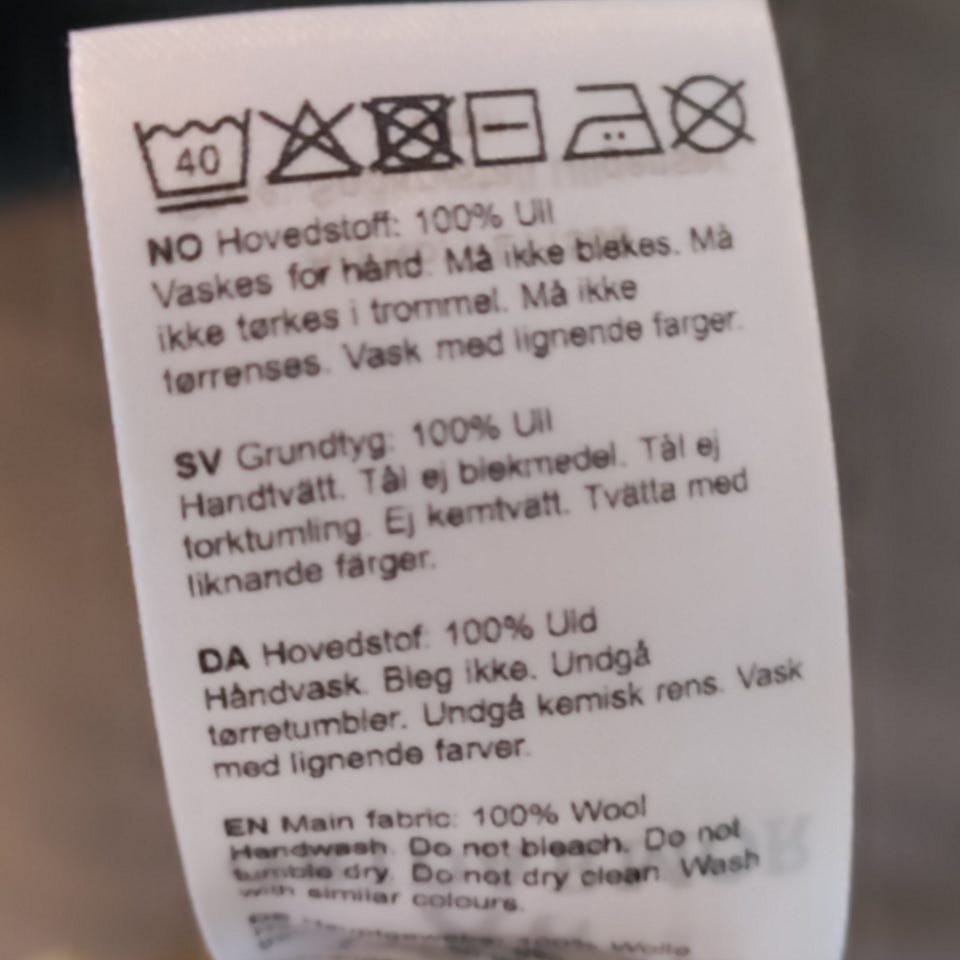 40
NO Hovedstoff: 100% Ull
Vaskes for hånd. Må ikke blekes. Må
ikke tørkes i trommel. Må ikke
tørrenses. Vask med lignende farger.
SV Grundtyg: 100% Ull
Handtvätt. Tål ej blekmedel. Tål ej
torktumling. Ej kemtvätt. Tvätta med
liknande färger.
DA Hovedstof: 100% Uld
Håndvask. Bleg ikke. Undgå
tørretumbler. Undgå kemisk rens. Vask
med lignende farver.
EN Main fabric: 100% Wool
Handwash. Do not bleach. Do not
tumble dry. Do not dry clean. Wash
with similar colours.
100% Wolle